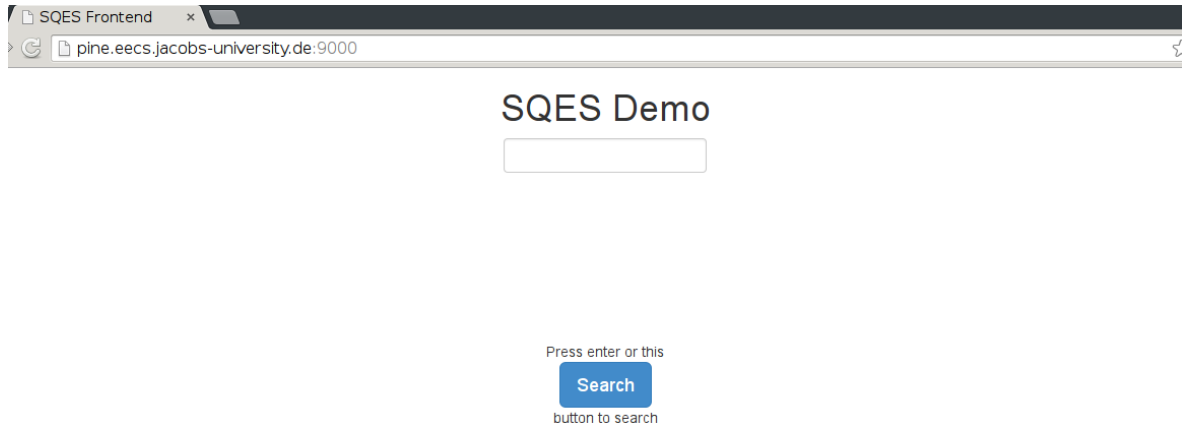 SQES Frontend
pine.eecs.jacobs-university.de:9000
SQES Demo
Press enter or this
Search
button to search